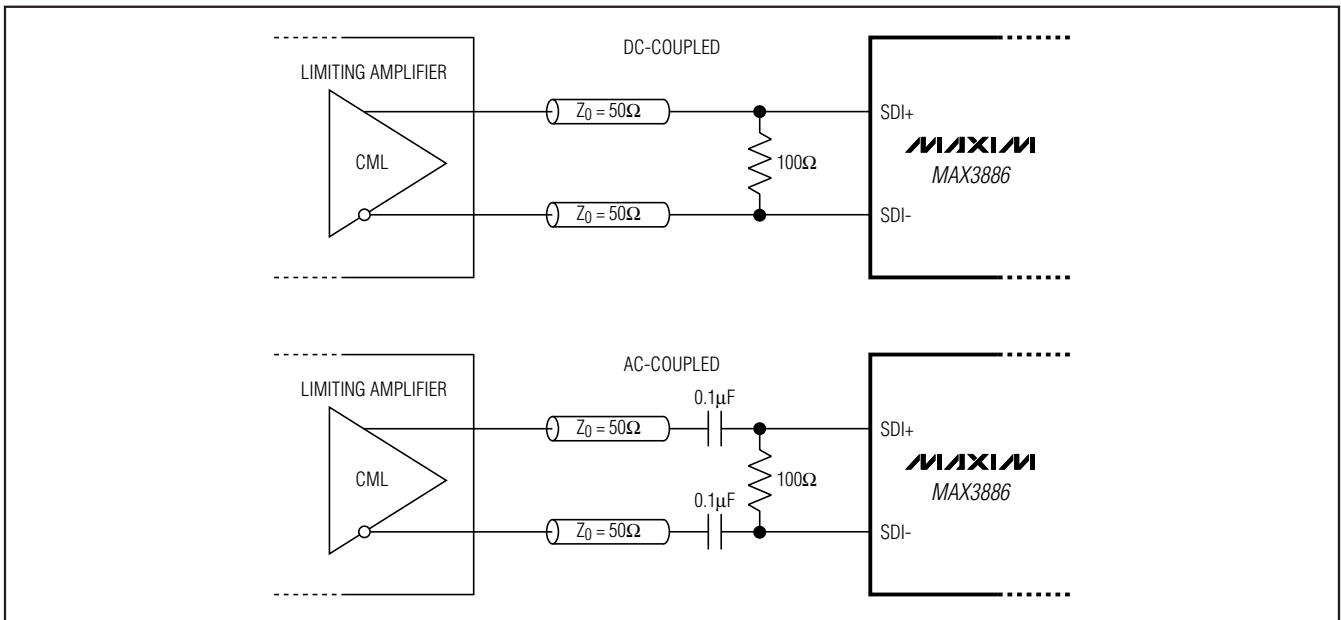 DC-COUPLED
LIMITING AMPLIFIER
CML
Z0 = 50Ω
Z0 = 50Ω
100Ω
SDI+
MAXIM
MAX3886
SDI-
AC-COUPLED
LIMITING AMPLIFIER
CML
0.1μF
Z0 = 50Ω
0.1μF
Z0 = 50Ω
100Ω
SDI+
MAXIM
MAX3886
SDI-